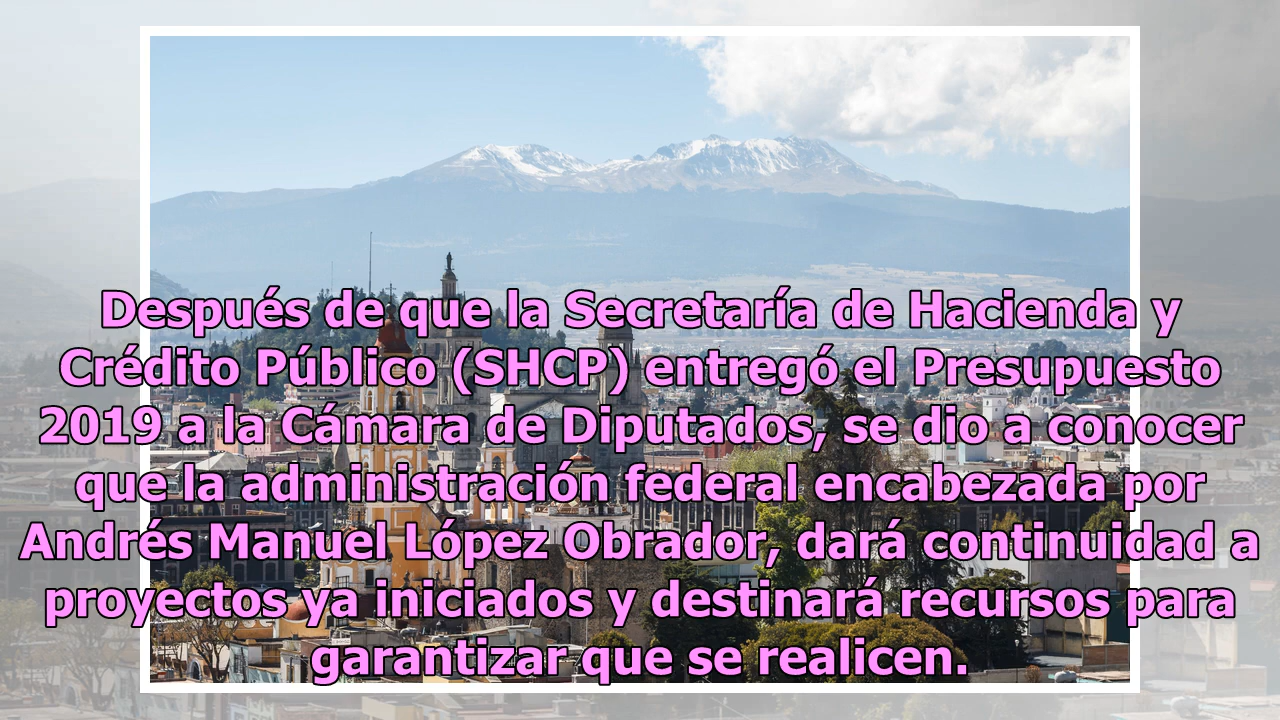 Después de que la Secretaría de Hacienda y
Crédito Público (SHCP) entregó el Presupuesto
2019 a la Cámara de Diputados, se dio a conocer
que la administración federal encabezada por
Andrés Manuel López Obrador, dará continuidad a
proyectos ya iniciados y destinará recursos para
garantizar que se realicen.